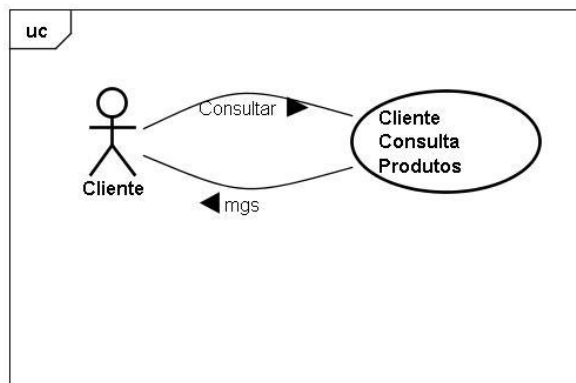 uc
Consultar
Cliente
Consulta
Produtos
Cliente
mgs